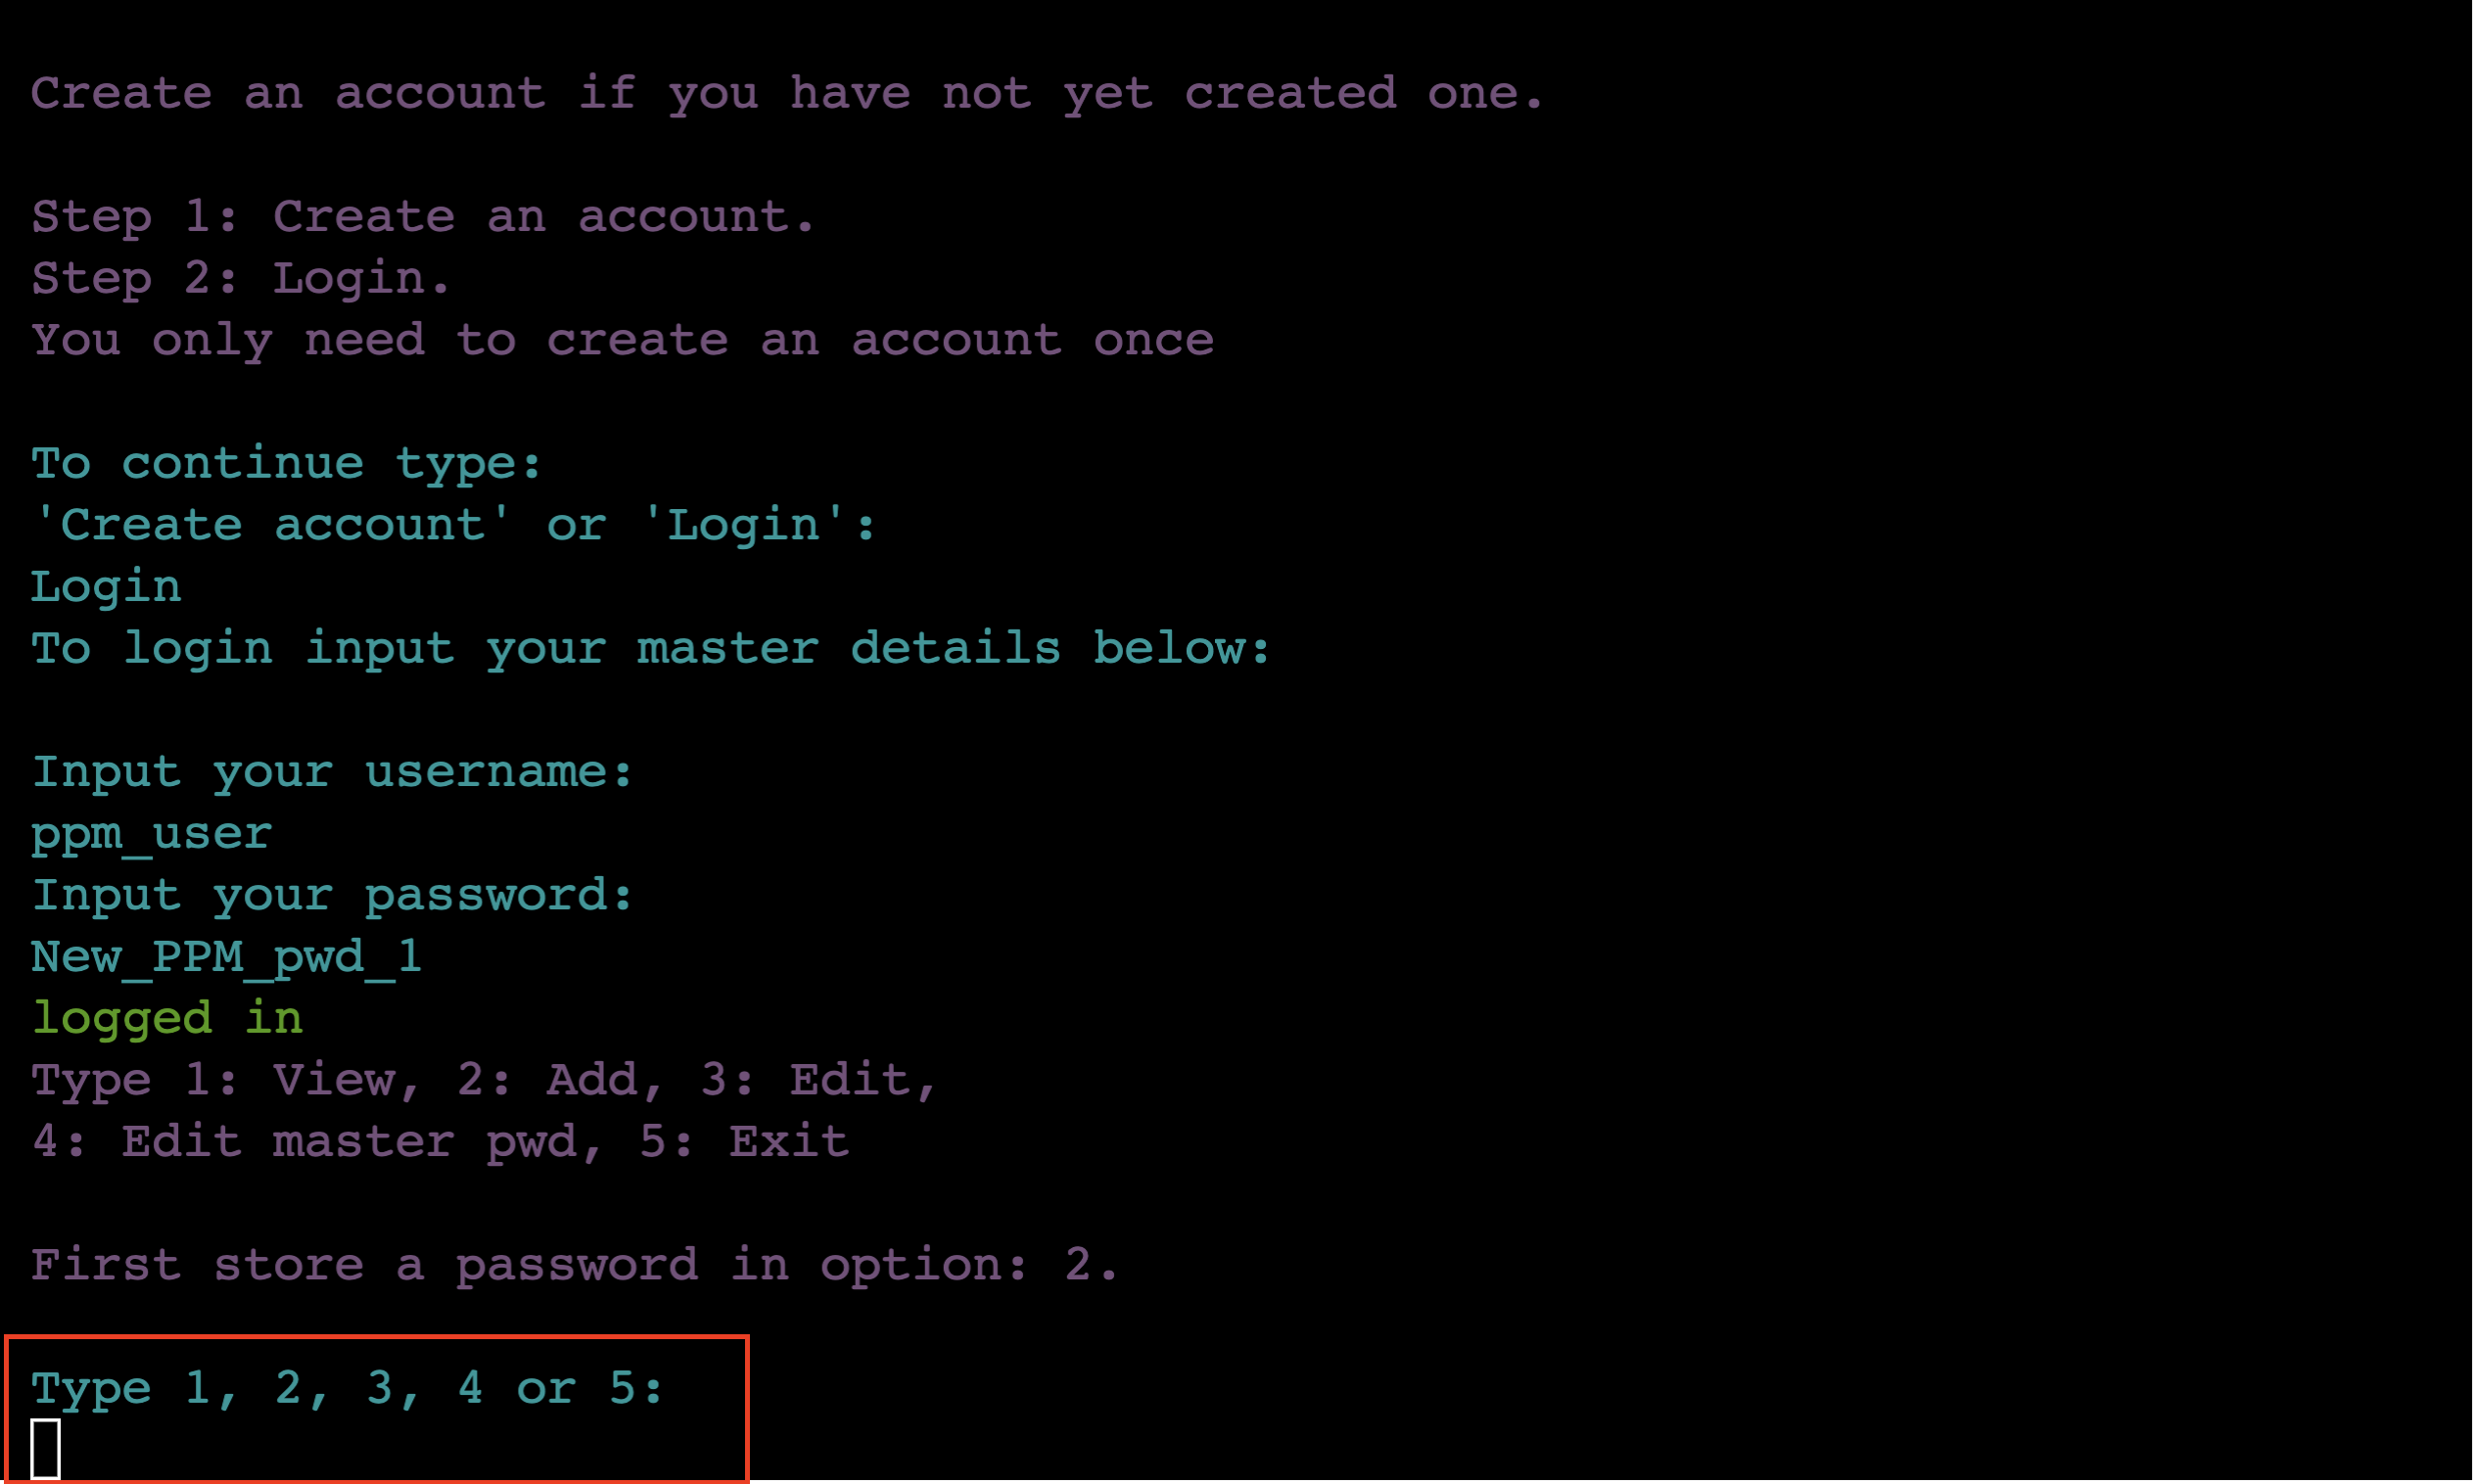 Create an account if you have not yet created one.
Step 1: Create an account.
Step 2: Login.
You only need to create an account once
To continue type:
'Create account' or 'Login':
Login
To login input your master details below:
Input your username:
ppm_user
Input your password:
New_PPM_pwd_1
logged in
Type 1: View, 2: Add, 3: Edit,
4: Edit master pwd, 5: Exit
First store a password in option: 2.
Type 1, 2, 3, 4 or 5: